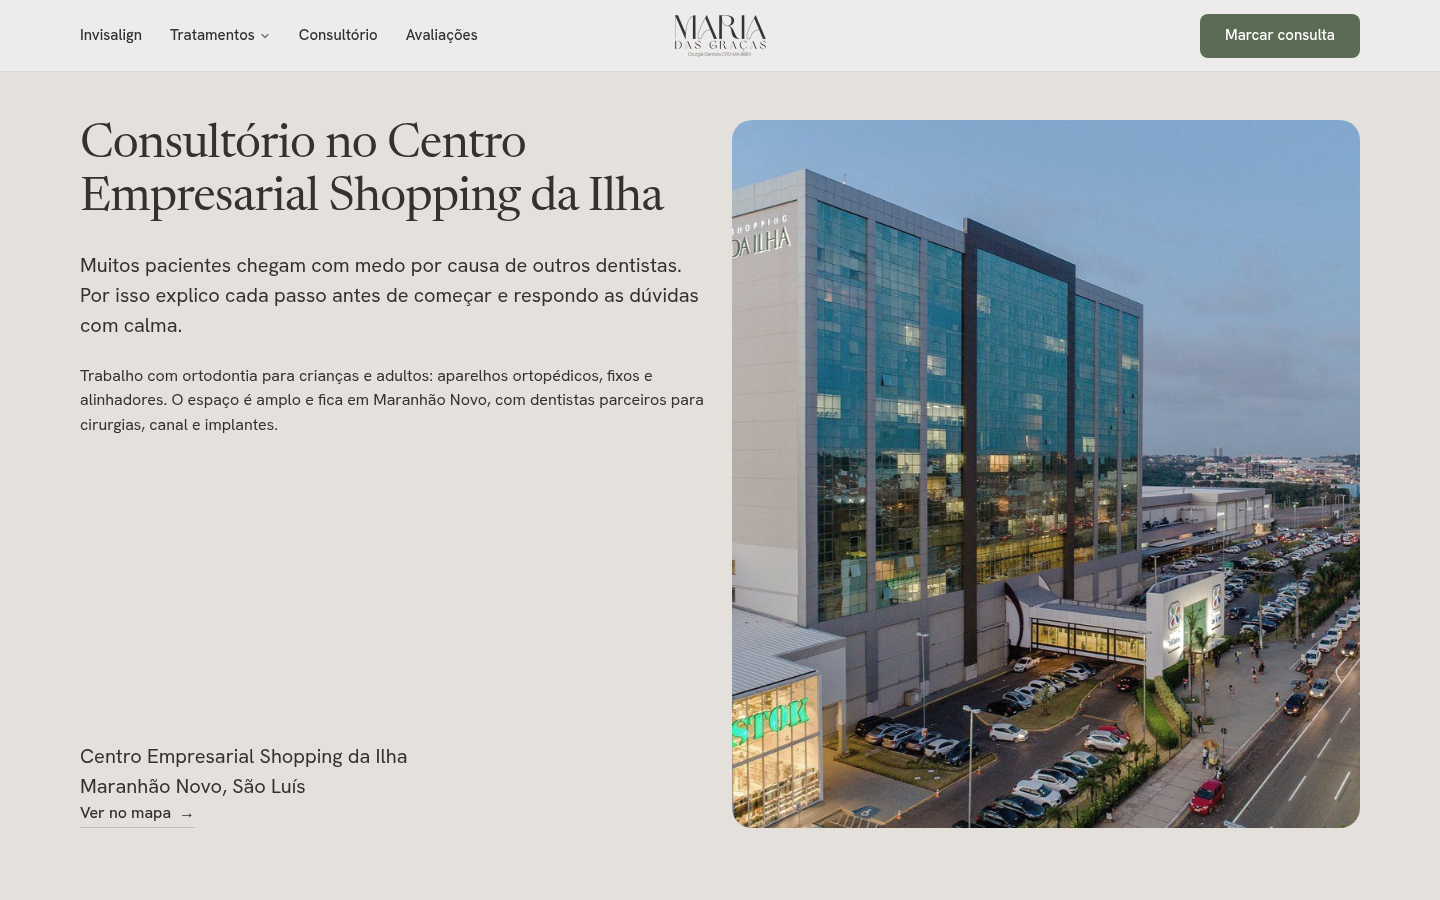 Invisalign
Tratamentos
Consultório
Avaliações
MARIA
DAS GRAÇAS
Marcar consulta
Consultório no Centro
Empresarial Shopping da Ilha
Muitos pacientes chegam com medo por causa de outros dentistas.
Por isso explico cada passo antes de começar e respondo as dúvidas
com calma.
Trabalho com ortodontia para crianças e adultos: aparelhos ortopédicos, fixos e
alinhadores. O espaço é amplo e fica em Maranhão Novo, com dentistas parceiros para
cirurgias, canal e implantes.
Centro Empresarial Shopping da Ilha
Maranhão Novo, São Luís
Ver no mapa →
SHOPPING
DA ILHA
STOK